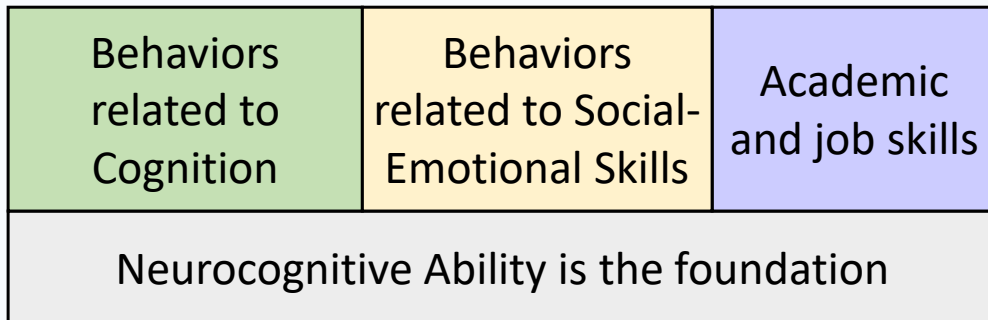 Behaviors
related to
Cognition
Behaviors
related to Social-
Emotional Skills
Academic
and job skills
Neurocognitive Ability is the foundation